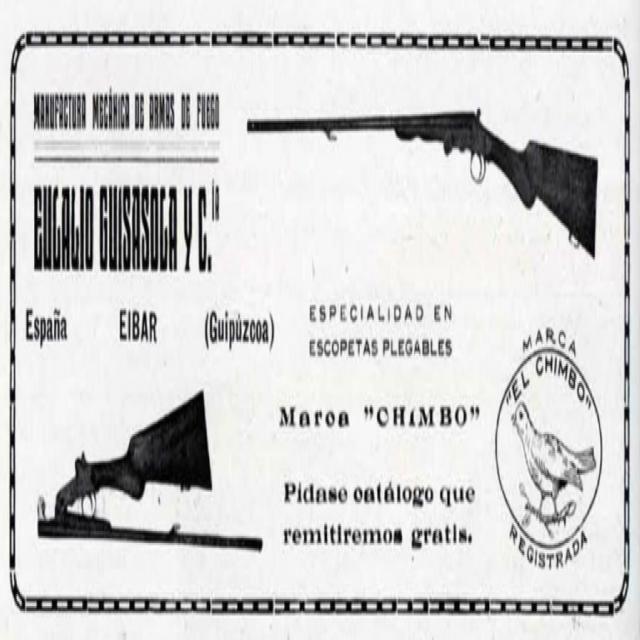 MANUFACTURA MECÁNICA DE ARMAS DE FUEGO
EULALIO GUISASOLA Y C.ia
España EIBAR (Guipúzcoa)
ESPECIALIDAD EN
ESCOPETAS PLEGABLES
Marca "CHIMBO"
Pídase catálogo que
remitiremos gratis.
MARCA
"EL CHIMBO"
REGISTRADA